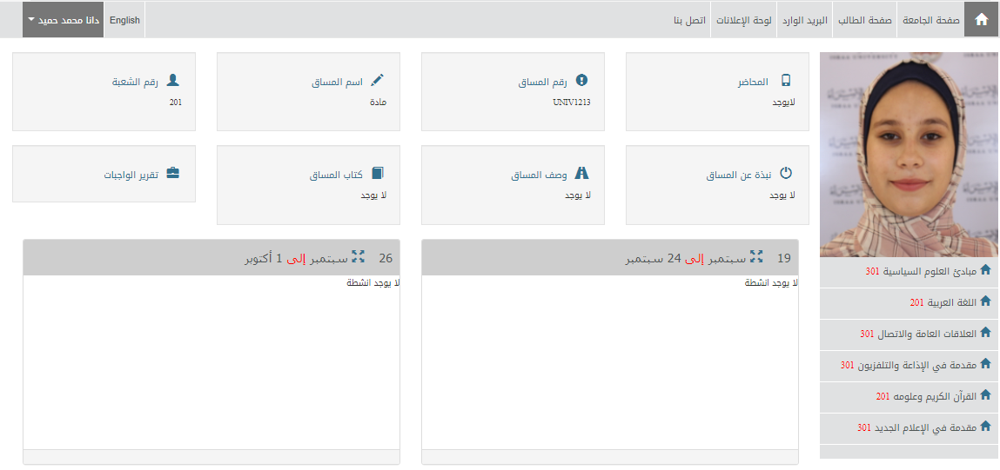 صفحة الجامعة
صفحة الطالب
البريد الوارد
لوحة الإعلانات
اتصل بنا
English
دانا محمد حميد
المحاضر
لايوجد
رقم المساق
UNIV1213
اسم المساق
مادة
رقم الشعبة
201
نبذة عن المساق
لا يوجد
وصف المساق
لا يوجد
كتاب المساق
لا يوجد
تقرير الواجبات
19 سبتمبر إلى 24 سبتمبر
لا يوجد انشطة
26 سبتمبر إلى 1 أكتوبر
لا يوجد انشطة
مبادئ العلوم السياسية 301
اللغة العربية 201
العلاقات العامة والاتصال 301
مقدمة في الإذاعة والتلفزيون 301
القرآن الكريم وعلومه 201
مقدمة في الإعلام الجديد 301